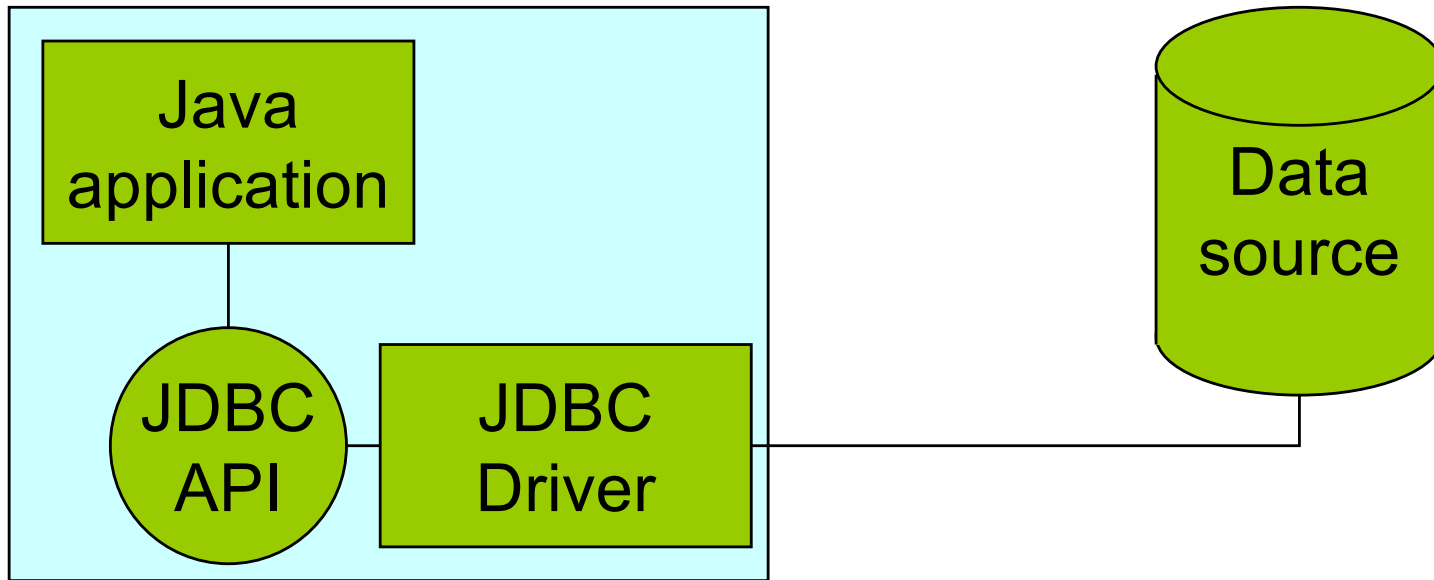 Java
application
JDBC
API
JDBC
Driver
Data
source